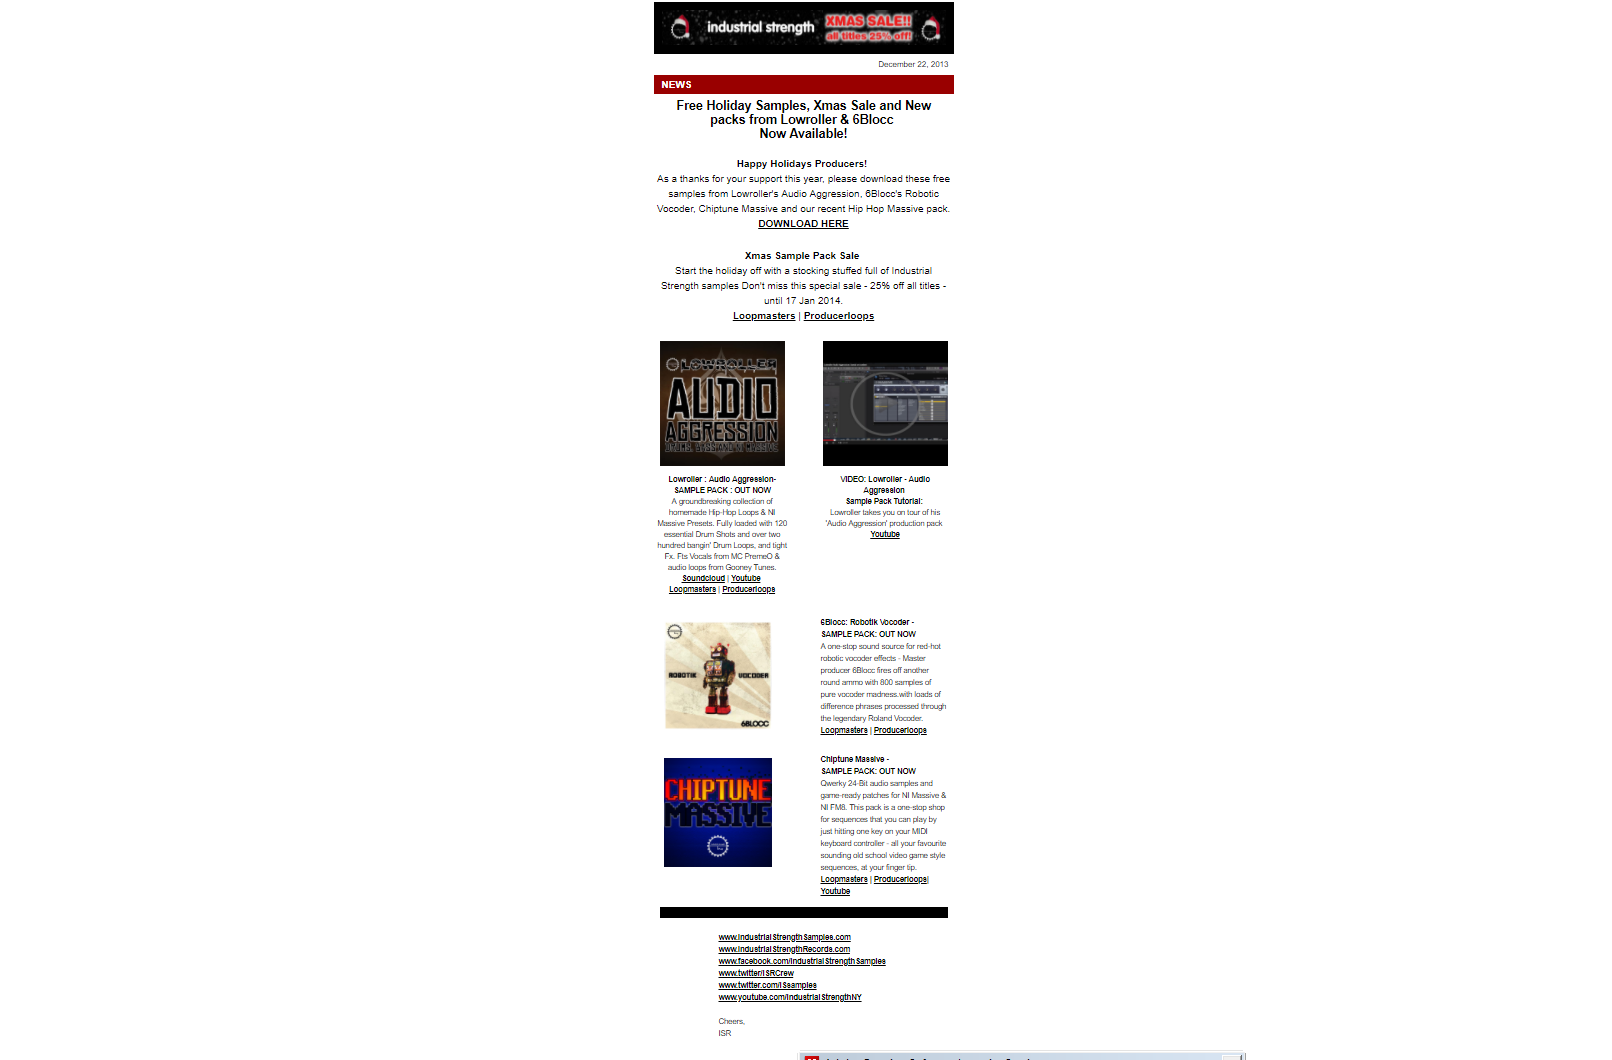 industrial strength
XMAS SALE!!
all titles 25% off!
December 22, 2013
NEWS
Free Holiday Samples, Xmas Sale and New
packs from Lowroller & 6Blocc
Now Available!
Happy Holidays Producers!
As a thanks for your support this year, please download these free
samples from Lowroller's Audio Aggression, 6Blocc's Robotic
Vocoder, Chiptune Massive and our recent Hip Hop Massive pack.
DOWNLOAD HERE
Xmas Sample Pack Sale
Start the holiday off with a stocking stuffed full of Industrial
Strength samples Don't miss this special sale - 25% off all titles -
until 17 Jan 2014.
Loopmasters | Producerloops
LOWROLLER
AUDIO
AGGRESSION
DRUMS, BASS AND NI MASSIVE
Lowroller : Audio Aggression-
SAMPLE PACK : OUT NOW
A groundbreaking collection of
homemade Hip-Hop Loops & NI
Massive Presets. Fully loaded with 120
essential Drum Shots and over two
hundred bangin' Drum Loops, and tight
Fx. Fts Vocals from MC PremeO &
audio loops from Gooney Tunes.
Soundcloud | Youtube
Loopmasters | Producerloops
VIDEO: Lowroller - Audio
Aggression
Sample Pack Tutorial:
Lowroller takes you on tour of his
'Audio Aggression' production pack
Youtube
ROBOTIK VOCODER
6BLOCC
6Blocc: Robotik Vocoder -
SAMPLE PACK: OUT NOW
A one-stop sound source for red-hot
robotic vocoder effects - Master
producer 6Blocc fires off another
round ammo with 800 samples of
pure vocoder madness.with loads of
difference phrases processed through
the legendary Roland Vocoder.
Loopmasters | Producerloops
CHIPTUNE
MASSIVE
Chiptune Massive -
SAMPLE PACK: OUT NOW
Qwerky 24-Bit audio samples and
game-ready patches for NI Massive &
NI FM8. This pack is a one-stop shop
for sequences that you can play by
just hitting one key on your MIDI
keyboard controller - all your favourite
sounding old school video game style
sequences, at your finger tip.
Loopmasters | Producerloops|
Youtube
www.IndustrialStrengthSamples.com
www.IndustrialStrengthRecords.com
www.facebook.com/IndustrialStrengthSamples
www.twitter/ISRCrew
www.twitter.com/ISsamples
www.youtube.com/IndustrialStrengthNY
Cheers,
ISR